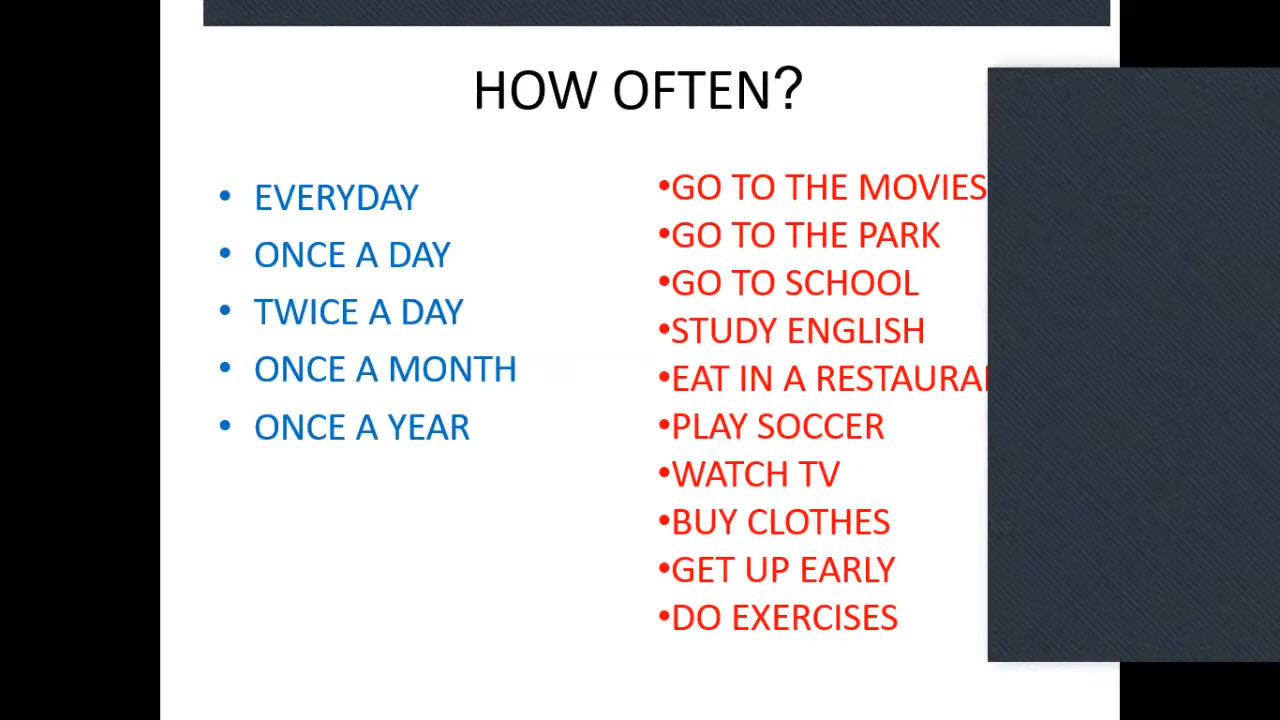 HOW OFTEN?
• EVERYDAY
• ONCE A DAY
• TWICE A DAY
• ONCE A MONTH
• ONCE A YEAR
•GO TO THE MOVIES
•GO TO THE PARK
•GO TO SCHOOL
•STUDY ENGLISH
•EAT IN A
•PLAY SOCCER
•WATCH TV
•BUY CLOTHES
•GET UP EARLY
•DO EXERCISES